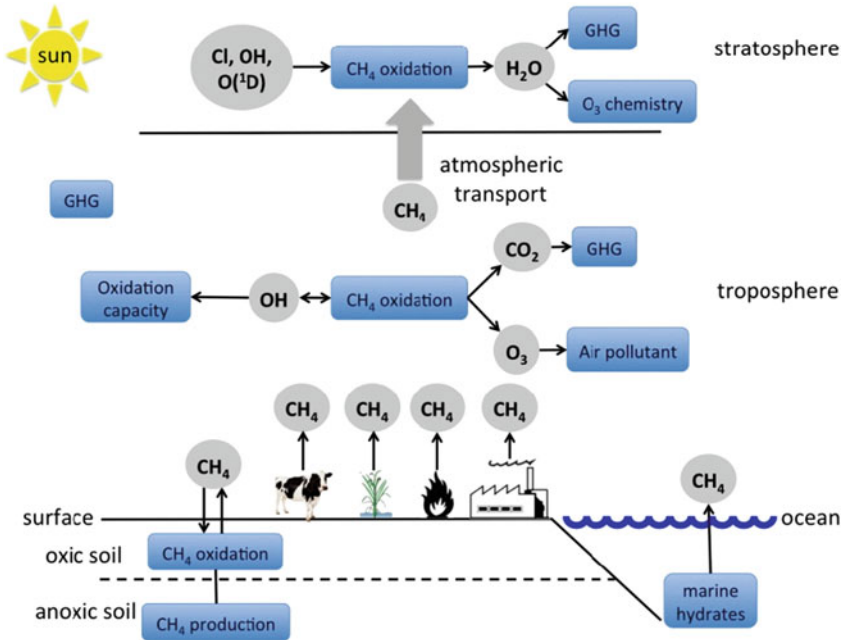 sun
Cl, OH,
O(¹D)
CH₄ oxidation
H₂O
GHG
O₃ chemistry
stratosphere
atmospheric
transport
CH₄
GHG
Oxidation
capacity
OH
CH₄ oxidation
CO₂
GHG
O₃
Air pollutant
troposphere
CH₄
CH₄
CH₄
CH₄
CH₄
CH₄
surface
ocean
oxic soil
CH₄ oxidation
anoxic soil
CH₄ production
marine
hydrates